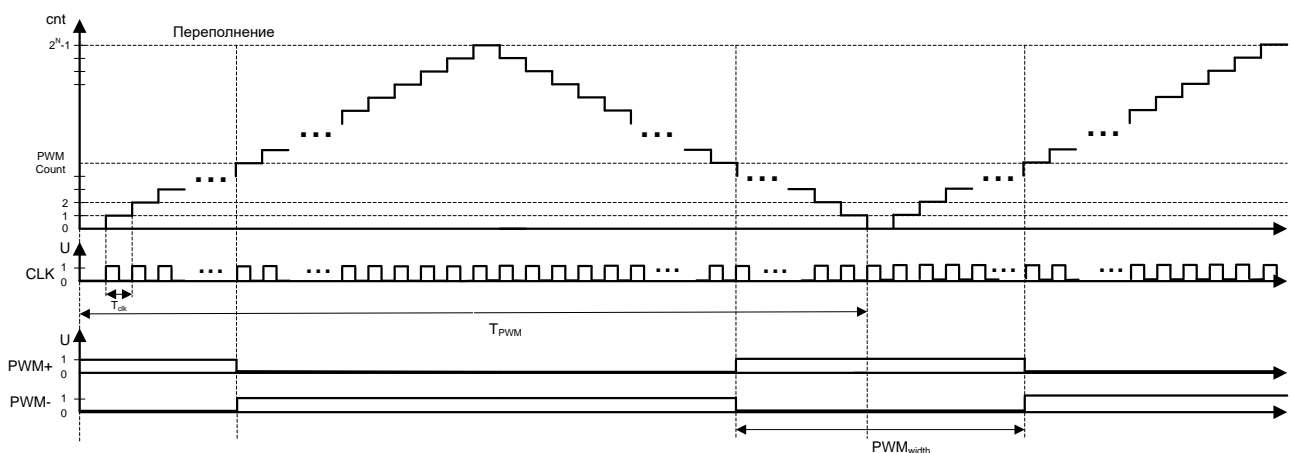 cnt
2^N-1
Переполнение
PWM
Count
2
1
0
U
CLK
1
0
T_clk
T_PWM
U
PWM+
1
0
PWM-
1
0
PWM_width